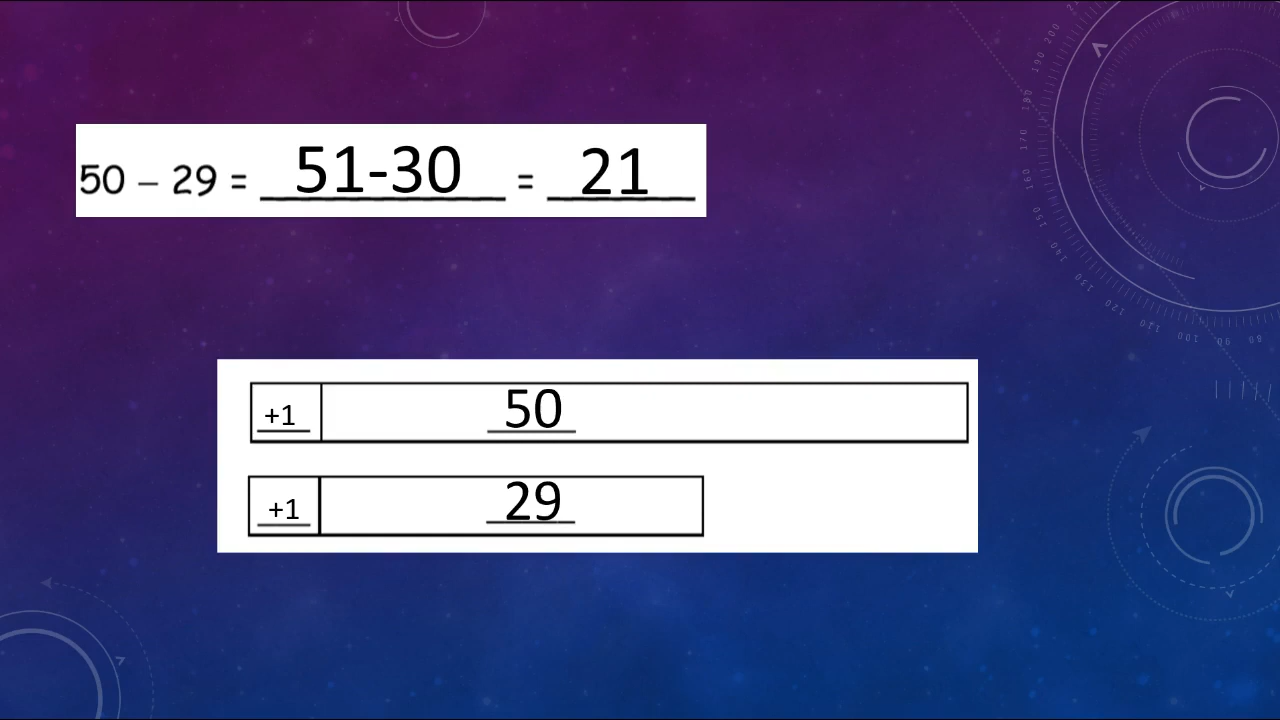 50 – 29 = 51-30 = 21
+1 50
+1 29